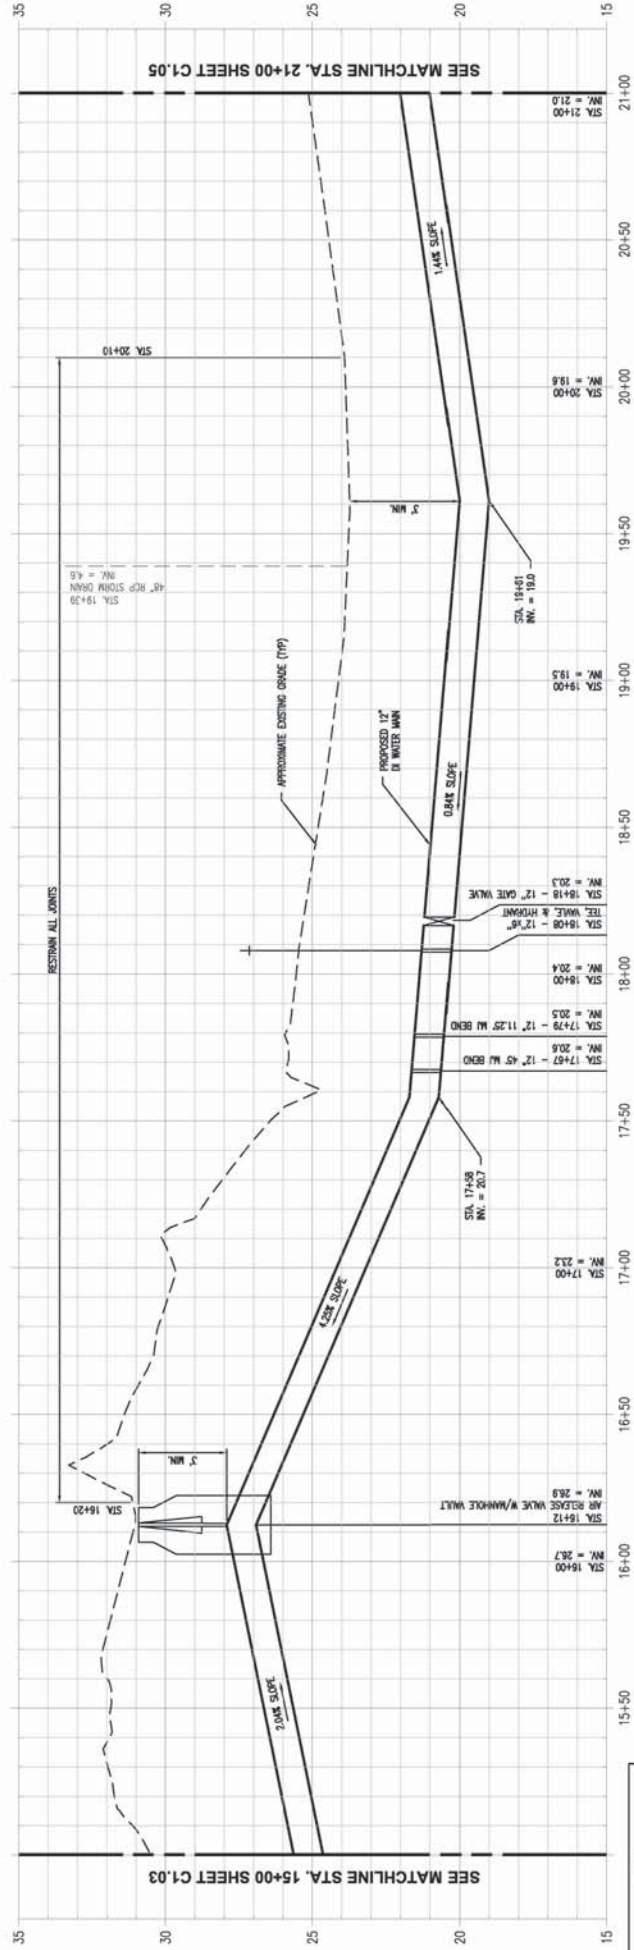 35
30
25
20
15
SEE MATCHLINE STA. 15+00 SHEET C1.03
2.04% SLOPE
STA. 16+00
INV. = 26.7
STA. 16+12
AIR RELEASE VALVE W/MANHOLE VAULT
INV. = 26.9
STA. 16+20
3' MIN.
RESTRAIN ALL JOINTS
4.25% SLOPE
STA. 17+00
INV. = 23.2
STA. 17+58
INV. = 20.7
STA. 17+67 - 12" 45° MJ BEND
INV. = 20.6
STA. 17+79 - 12" 11.25° MJ BEND
INV. = 20.5
STA. 18+00
INV. = 20.4
STA. 18+08 - 12"x6"
TEE, VAVLE, & HYDRANT
STA. 18+18 - 12" GATE VALVE
INV. = 20.3
0.84% SLOPE
PROPOSED 12"
DI WATER MAIN
APPROXIMATE EXISTING GRADE (TYP)
STA. 19+00
INV. = 19.5
STA. 19+39
48" RCP STORM DRAIN
INV. = 4.6
STA. 19+61
INV. = 19.0
3' MIN.
STA. 20+00
INV. = 19.6
STA. 20+10
1.44% SLOPE
STA. 21+00
INV. = 21.0
SEE MATCHLINE STA. 21+00 SHEET C1.05
35
30
25
20
15
15+50
16+00
16+50
17+00
17+50
18+00
18+50
19+00
19+50
20+00
20+50
21+00